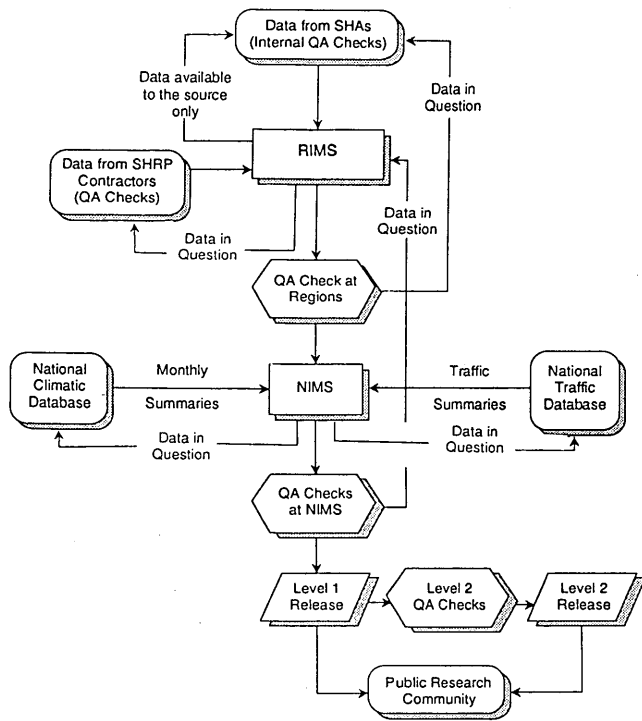 Data from SHAs
(Internal QA Checks)
Data available
to the source
only
Data in
Question
RIMS
Data from SHRP
Contractors
(QA Checks)
Data in
Question
Data in
Question
QA Check at
Regions
National
Climatic
Database
Monthly
Summaries
NIMS
Traffic
Summaries
National
Traffic
Database
Data in
Question
Data in
Question
QA Checks
at NIMS
Level 1
Release
Level 2
QA Checks
Level 2
Release
Public Research
Community